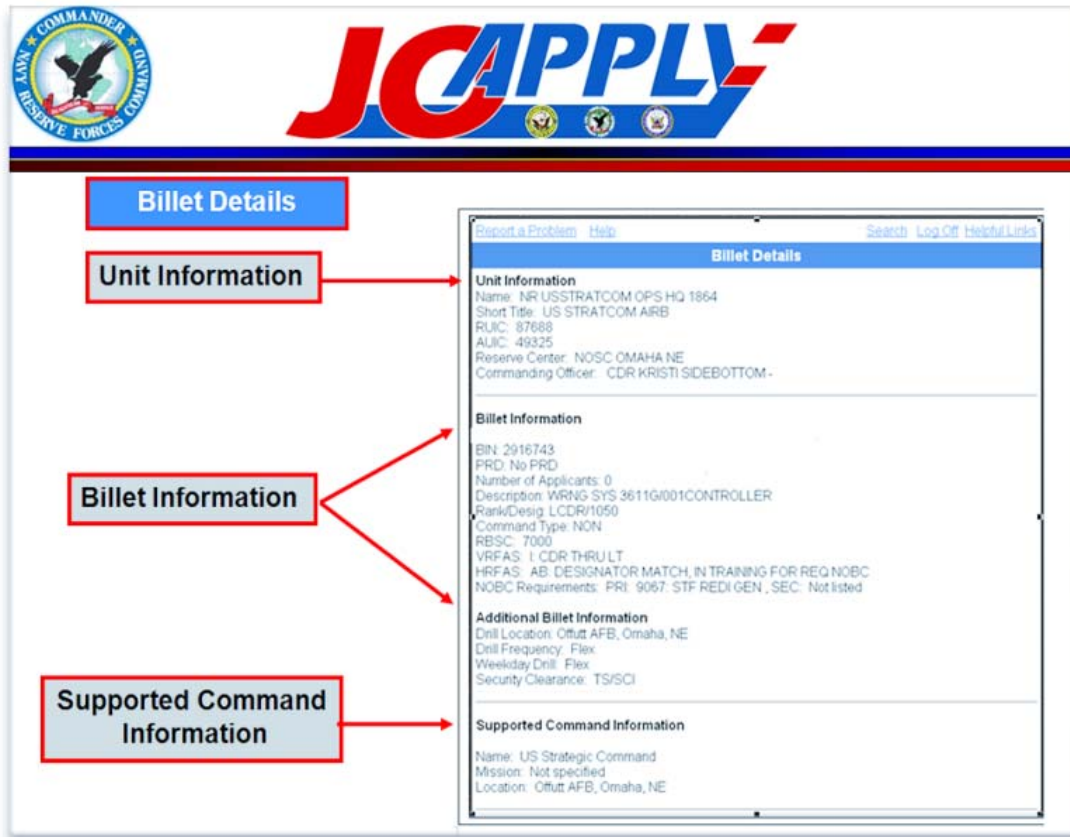 COMMANDER
NAVY RESERVE FORCES COMMAND
JOAPPLY
Billet Details
Unit Information
Billet Information
Supported Command
Information
Report a Problem Help Search Log Off Helpful Links
Billet Details
Unit Information
Name: NR USSTRATCOM OPS HQ 1864
Short Title: US STRATCOM AIRB
RUIC: 87688
AUIC: 49325
Reserve Center: NOSC OMAHA NE
Commanding Officer: CDR KRISTI SIDEBOTTOM -
Billet Information
BIN: 2916743
PRD: No PRD
Number of Applicants: 0
Description: WRNG SYS 3611G/001CONTROLLER
Rank/Desig: LCDR/1050
Command Type: NON
RBSC: 7000
VRFAS: I: CDR THRU LT
HRFAS: AB: DESIGNATOR MATCH, IN TRAINING FOR REQ NOBC
NOBC Requirements: PRI: 9067: STF REDI GEN , SEC: Not listed
Additional Billet Information
Drill Location: Offutt AFB, Omaha, NE
Drill Frequency: Flex
Weekday Drill: Flex
Security Clearance: TS/SCI
Supported Command Information
Name: US Strategic Command
Mission: Not specified
Location: Offutt AFB, Omaha, NE